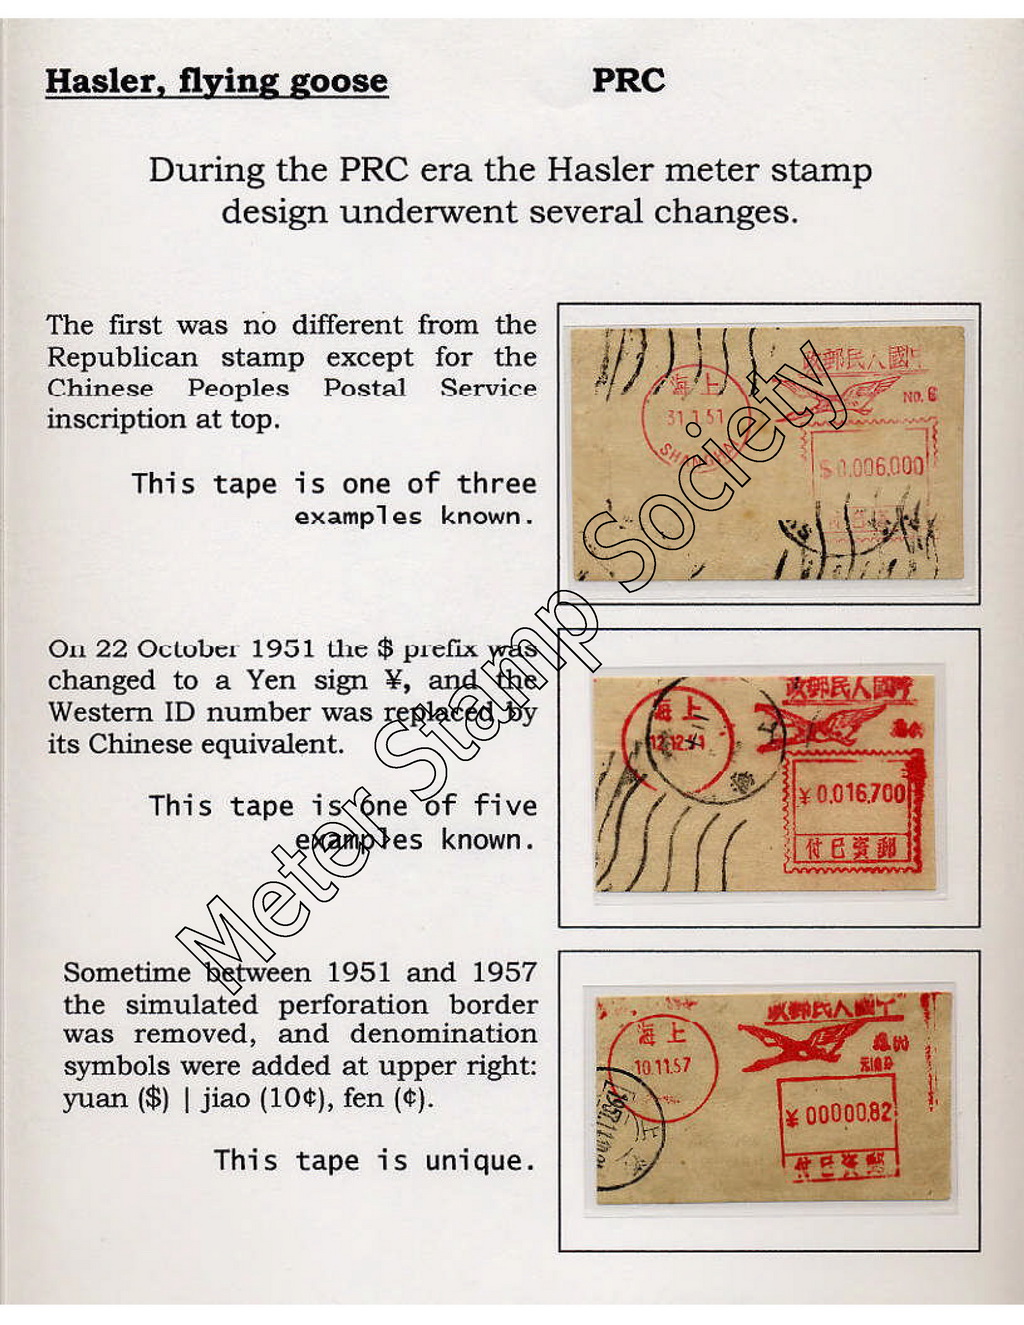 Hasler, flying goose PRC
During the PRC era the Hasler meter stamp
design underwent several changes.
The first was no different from the
Republican stamp except for the
Chinese Peoples Postal Service
inscription at top.
This tape is one of three
examples known.
政郵民人國中
NO. 6
上海
31.1.51
SHANGHAI
$0.006,000
On 22 October 1951 the $ prefix was
changed to a Yen sign ¥, and the
Western ID number was replaced by
its Chinese equivalent.
This tape is one of five
examples known.
政郵民人國中
海上
12.12.51
¥0.016,700
付已資郵
Sometime between 1951 and 1957
the simulated perforation border
was removed, and denomination
symbols were added at upper right:
yuan ($) | jiao (10¢), fen (¢).
This tape is unique.
政郵民人國中
海上
10.11.57
元角分
¥00000.82
付已資郵
Meter Stamp Society